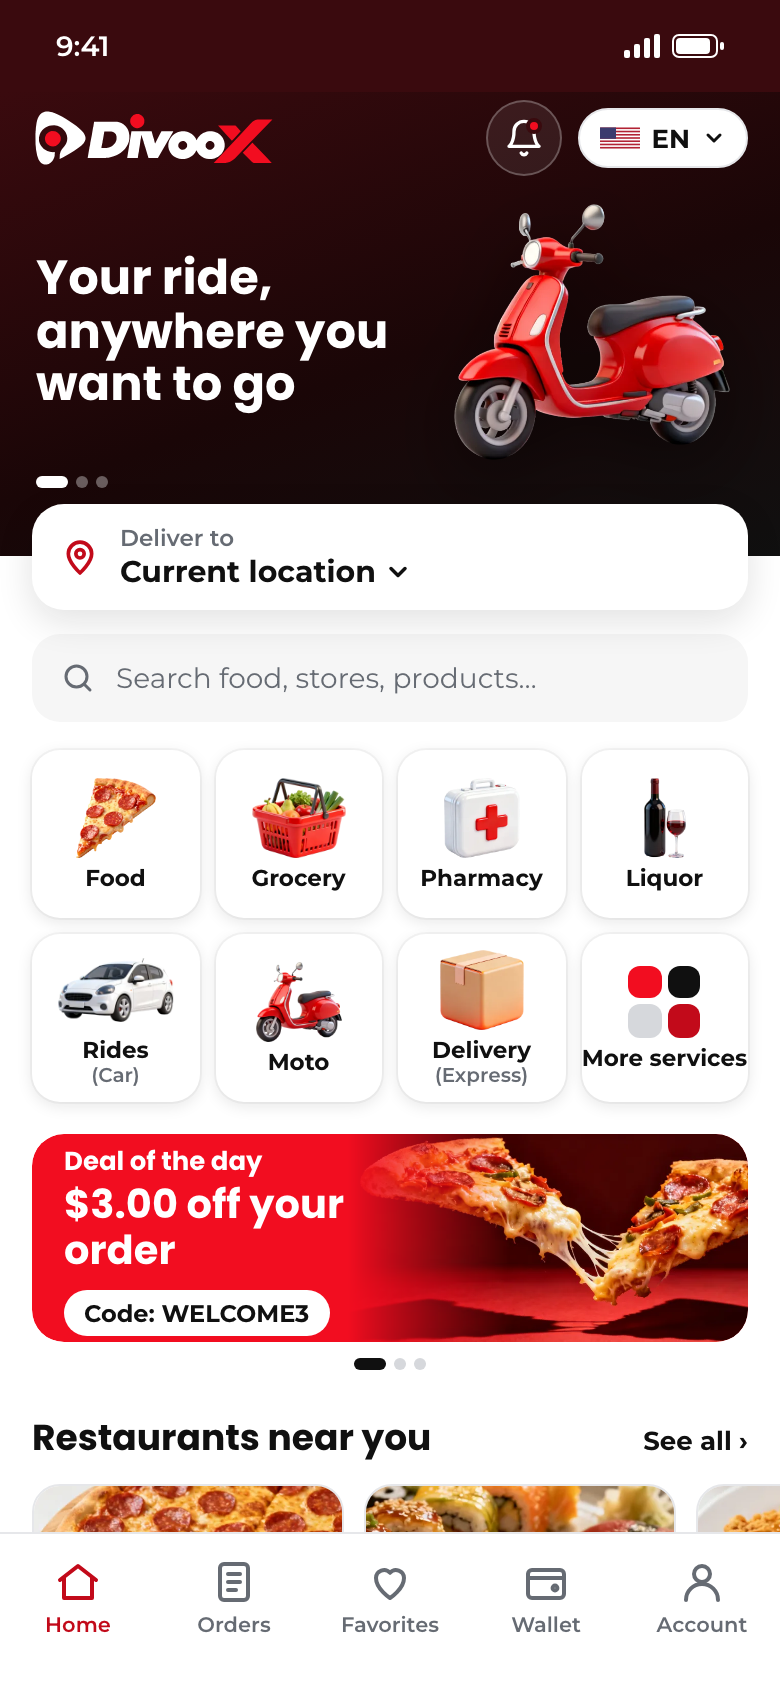 9:41
DivooX
EN
Your ride,
anywhere you
want to go
Deliver to
Current location
Search food, stores, products...
Food
Grocery
Pharmacy
Liquor
Rides
(Car)
Moto
Delivery
(Express)
More services
Deal of the day
$3.00 off your
order
Code: WELCOME3
Restaurants near you
See all ›
Home
Orders
Favorites
Wallet
Account